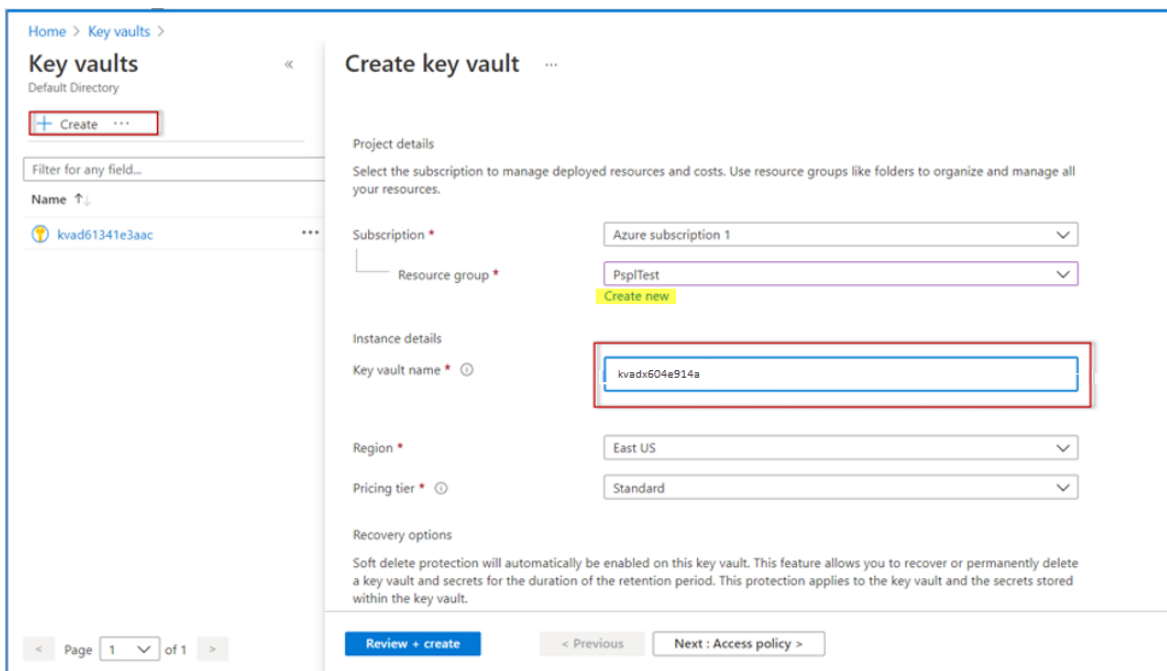 Home > Key vaults >
Key vaults
«
Default Directory
+ Create ...
Filter for any field...
Name ↑↓
kvad61341e3aac ...
< Page 1 of 1 >
Create key vault ...
Project details
Select the subscription to manage deployed resources and costs. Use resource groups like folders to organize and manage all
your resources.
Subscription * Azure subscription 1
Resource group * PsplTest
Create new
Instance details
Key vault name * kvadx604e914a
Region * East US
Pricing tier * Standard
Recovery options
Soft delete protection will automatically be enabled on this key vault. This feature allows you to recover or permanently delete
a key vault and secrets for the duration of the retention period. This protection applies to the key vault and the secrets stored
within the key vault.
Review + create < Previous Next : Access policy >